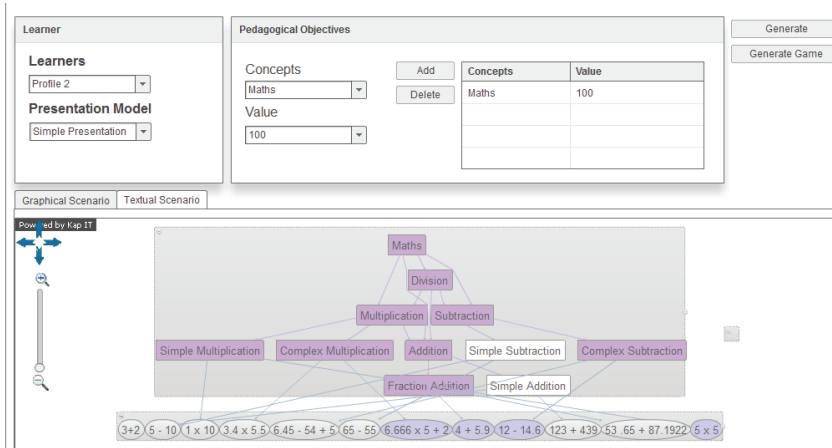 Learner
Learners
Profile 2
Presentation Model
Simple Presentation
Pedagogical Objectives
Concepts
Maths
Value
100
Add
Delete
Concepts Value
Maths 100
Generate
Generate Game
Graphical Scenario Textual Scenario
Powered by Kap IT
Maths
Division
Multiplication Subtraction
Simple Multiplication Complex Multiplication Addition Simple Subtraction Complex Subtraction
Fraction Addition Simple Addition
3+2 5 - 10 1 x 10 3.4 x 5.5 6.45 - 54 + 5 65 - 55 6.666 x 5 + 2 4 + 5.9 12 - 14.6 123 + 439 53 .65 + 87.1922 5 x 5